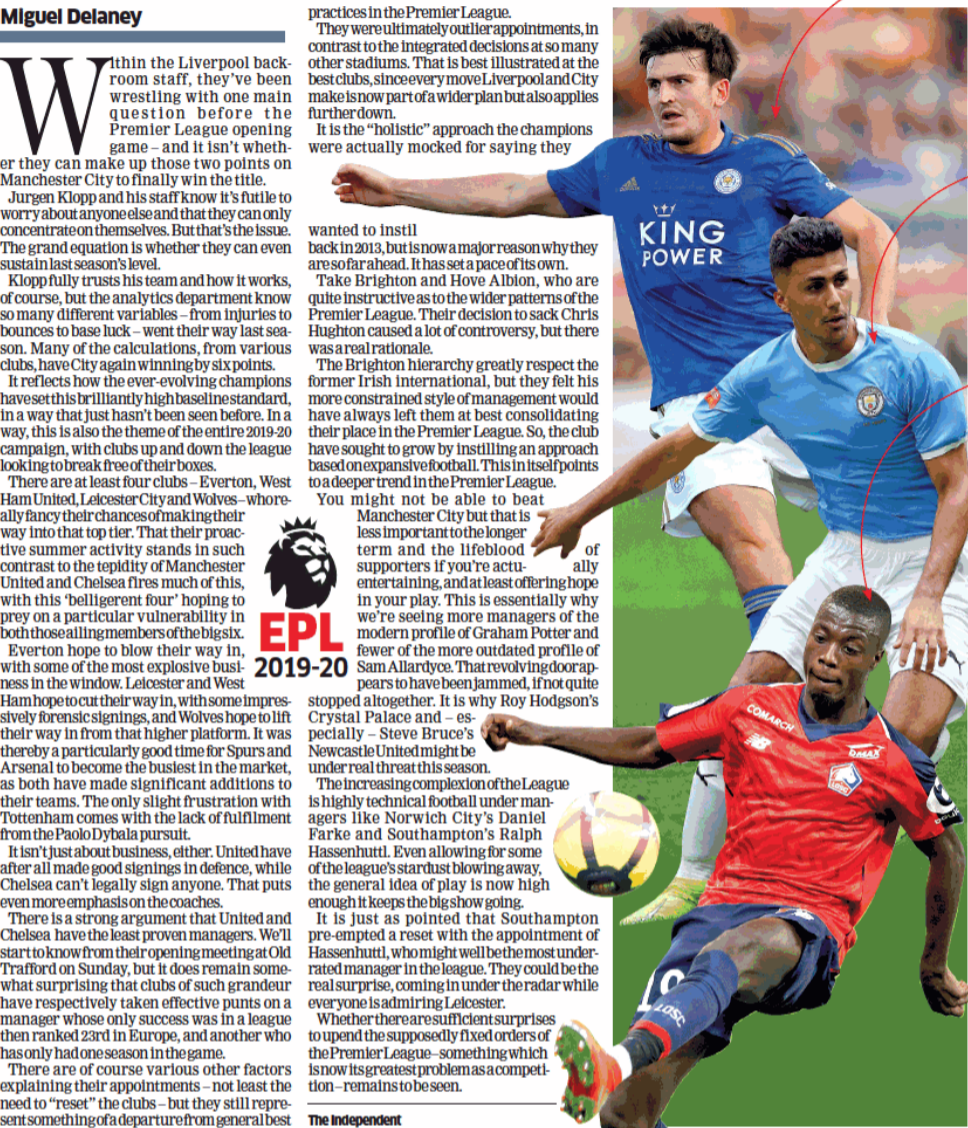 Miguel Delaney
Within the Liverpool back-
room staff, they've been
wrestling with one main
question before the
Premier League opening
game – and it isn't wheth-
er they can make up those two points on
Manchester City to finally win the title.
Jurgen Klopp and his staff know it's futile to
worry about anyone else and that they can only
concentrate on themselves. But that's the issue.
The grand equation is whether they can even
sustain last season's level.
Klopp fully trusts his team and how it works,
of course, but the analytics department know
so many different variables – from injuries to
bounces to base luck – went their way last sea-
son. Many of the calculations, from various
clubs, have City again winning by six points.
It reflects how the ever-evolving champions
have set this brilliantly high baseline standard,
in a way that just hasn't been seen before. In a
way, this is also the theme of the entire 2019-20
campaign, with clubs up and down the league
looking to break free of their boxes.
There are at least four clubs – Everton, West
Ham United, Leicester City and Wolves – who re-
ally fancy their chances of making their
way into that top tier. That their proac-
tive summer activity stands in such
contrast to the tepidity of Manchester
United and Chelsea fires much of this,
with this 'belligerent four' hoping to
prey on a particular vulnerability in
both those ailing members of the big six.
Everton hope to blow their way in,
with some of the most explosive busi-
ness in the window. Leicester and West
Ham hope to cut their way in, with some impres-
sively forensic signings, and Wolves hope to lift
their way in from that higher platform. It was
thereby a particularly good time for Spurs and
Arsenal to become the busiest in the market,
as both have made significant additions to
their teams. The only slight frustration with
Tottenham comes with the lack of fulfilment
from the Paolo Dybala pursuit.
It isn't just about business, either. United have
after all made good signings in defence, while
Chelsea can't legally sign anyone. That puts
even more emphasis on the coaches.
There is a strong argument that United and
Chelsea have the least proven managers. We'll
start to know from their opening meeting at Old
Trafford on Sunday, but it does remain some-
what surprising that clubs of such grandeur
have respectively taken effective punts on a
manager whose only success was in a league
then ranked 23rd in Europe, and another who
has only had one season in the game.
There are of course various other factors
explaining their appointments – not least the
need to "reset" the clubs – but they still repre-
sent something of a departure from general best
practices in the Premier League.
They were ultimately outlier appointments, in
contrast to the integrated decisions at so many
other stadiums. That is best illustrated at the
best clubs, since every move Liverpool and City
make is now part of a wider plan but also applies
further down.
It is the "holistic" approach the champions
were actually mocked for saying they
wanted to instil
back in 2013, but is now a major reason why they
are so far ahead. It has set a pace of its own.
Take Brighton and Hove Albion, who are
quite instructive as to the wider patterns of the
Premier League. Their decision to sack Chris
Hughton caused a lot of controversy, but there
was a real rationale.
The Brighton hierarchy greatly respect the
former Irish international, but they felt his
more constrained style of management would
have always left them at best consolidating
their place in the Premier League. So, the club
have sought to grow by instilling an approach
based on expansive football. This in itself points
to a deeper trend in the Premier League.
You might not be able to beat
Manchester City but that is
less important to the longer
term and the lifeblood of
supporters if you're actu- ally
entertaining, and at least offering hope
in your play. This is essentially why
we're seeing more managers of the
modern profile of Graham Potter and
fewer of the more outdated profile of
Sam Allardyce. That revolving door ap-
pears to have been jammed, if not quite
stopped altogether. It is why Roy Hodgson's
Crystal Palace and – es-
pecially – Steve Bruce's
Newcastle United might be
under real threat this season.
The increasing complexion of the League
is highly technical football under man-
agers like Norwich City's Daniel
Farke and Southampton's Ralph
Hassenhuttl. Even allowing for some
of the league's stardust blowing away,
the general idea of play is now high
enough it keeps the big show going.
It is just as pointed that Southampton
pre-empted a reset with the appointment of
Hassenhuttl, who might well be the most under-
rated manager in the league. They could be the
real surprise, coming in under the radar while
everyone is admiring Leicester.
Whether there are sufficient surprises
to upend the supposedly fixed orders of
the Premier League – something which
is now its greatest problem as a competi-
tion – remains to be seen.
The Independent
EPL
2019-20
KING
POWER
COMARCH
NB
BMAX
LOSC
19
LOSC